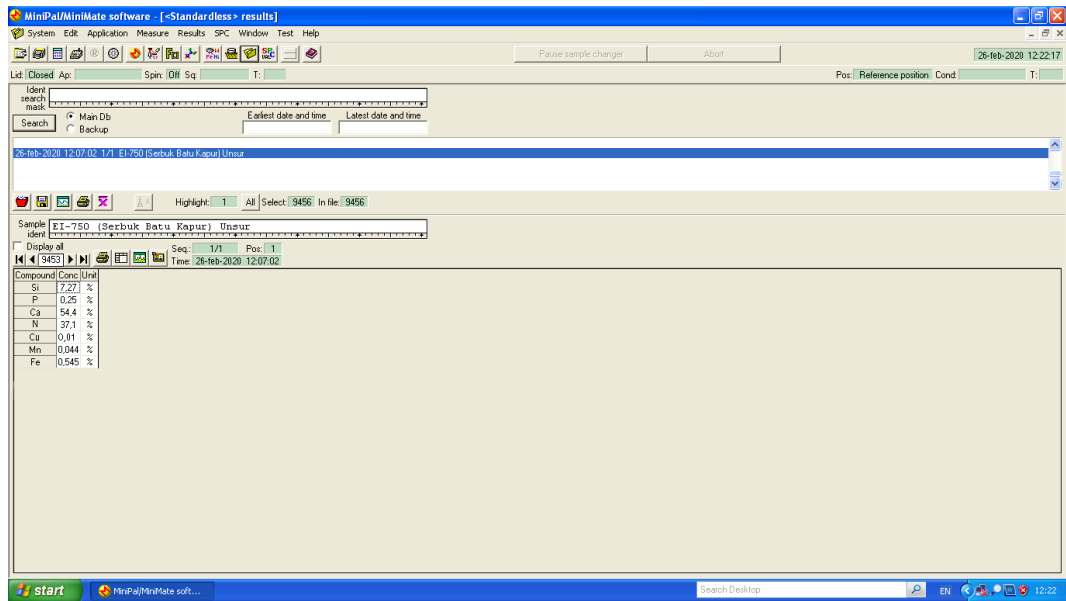 MiniPal/MiniMate software - [<Standardless> results]
System Edit Application Measure Results SPC Window Test Help
Pause sample changer Abort 26-feb-2020 12:22:17
Lid: Closed Ap: Spin: Off Sq: T: Pos: Reference position Cond: T:
Ident search mask
Search Main Db Backup
Earliest date and time Latest date and time
26-feb-2020 12:07:02 1/1 EI-750 (Serbuk Batu Kapur) Unsur
Highlight: 1 All Select: 9456 In file: 9456
Sample ident EI-750 (Serbuk Batu Kapur) Unsur
Display all
9453 Seq.: 1/1 Pos: 1
Time: 26-feb-2020 12:07:02
Compound Conc Unit
Si 7,27 %
P 0,25 %
Ca 54,4 %
N 37,1 %
Cu 0,01 %
Mn 0,044 %
Fe 0,545 %
start MiniPal/MiniMate soft... Search Desktop EN 12:22